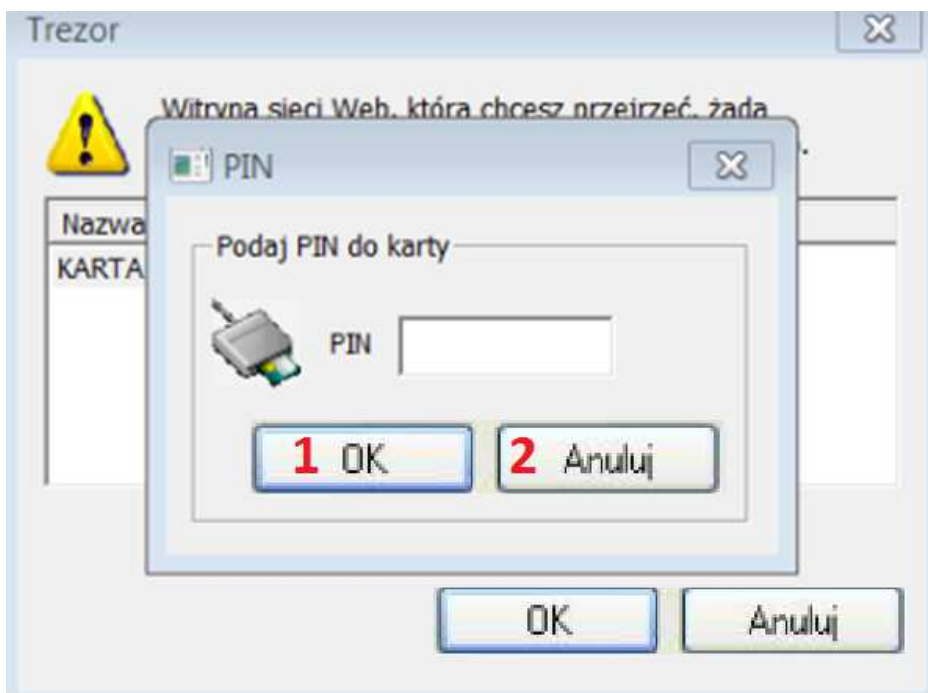 Trezor
Witryna sieci Web, którą chcesz przejrzeć, żąda
PIN
Nazwa
KARTA
Podaj PIN do karty
PIN
1 OK
2 Anuluj
OK
Anuluj